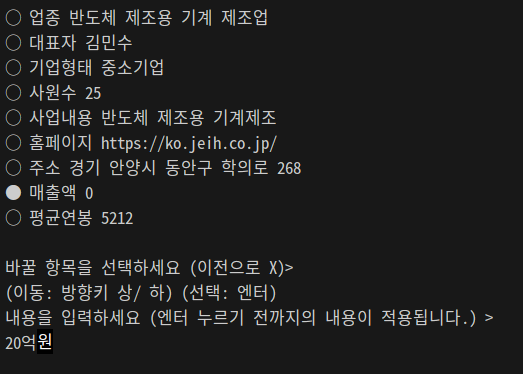 ○ 업종 반도체 제조용 기계 제조업
○ 대표자 김민수
○ 기업형태 중소기업
○ 사원수 25
○ 사업내용 반도체 제조용 기계제조
○ 홈페이지 https://ko.jeih.co.jp/
○ 주소 경기 안양시 동안구 학의로 268
● 매출액 0
○ 평균연봉 5212
바꿀 항목을 선택하세요 (이전으로 X)>
(이동: 방향키 상/ 하) (선택: 엔터)
내용을 입력하세요 (엔터 누르기 전까지의 내용이 적용됩니다.) >
20억원